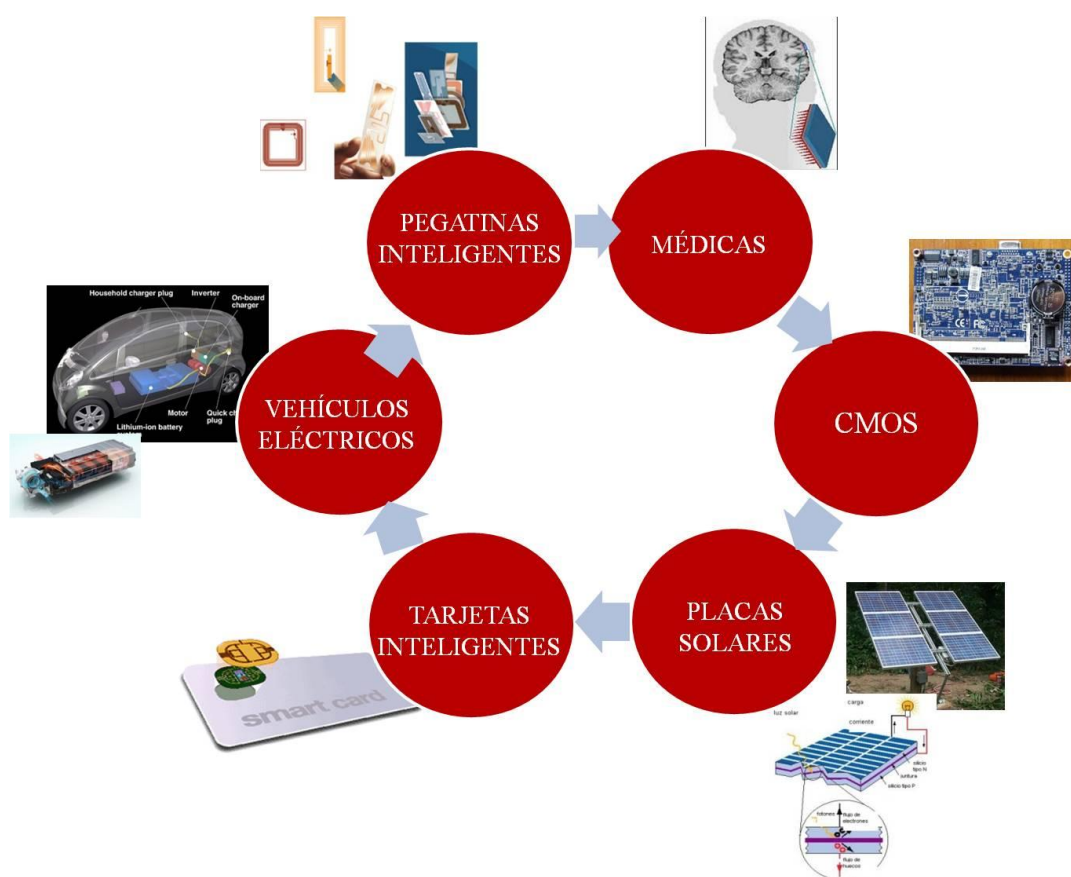 PEGATINAS
INTELIGENTES
MÉDICAS
CMOS
CE FC
Household charger plug
Inverter
On-board
charger
Motor
Quick
plug
Lithium-ion battery
VEHÍCULOS
ELÉCTRICOS
TARJETAS
INTELIGENTES
smart card
PLACAS
SOLARES
luz solar
carga
corriente
silicio
tipo N
juntura
silicio tipo P
fotones
flujo de
electrones
flujo de
huecos